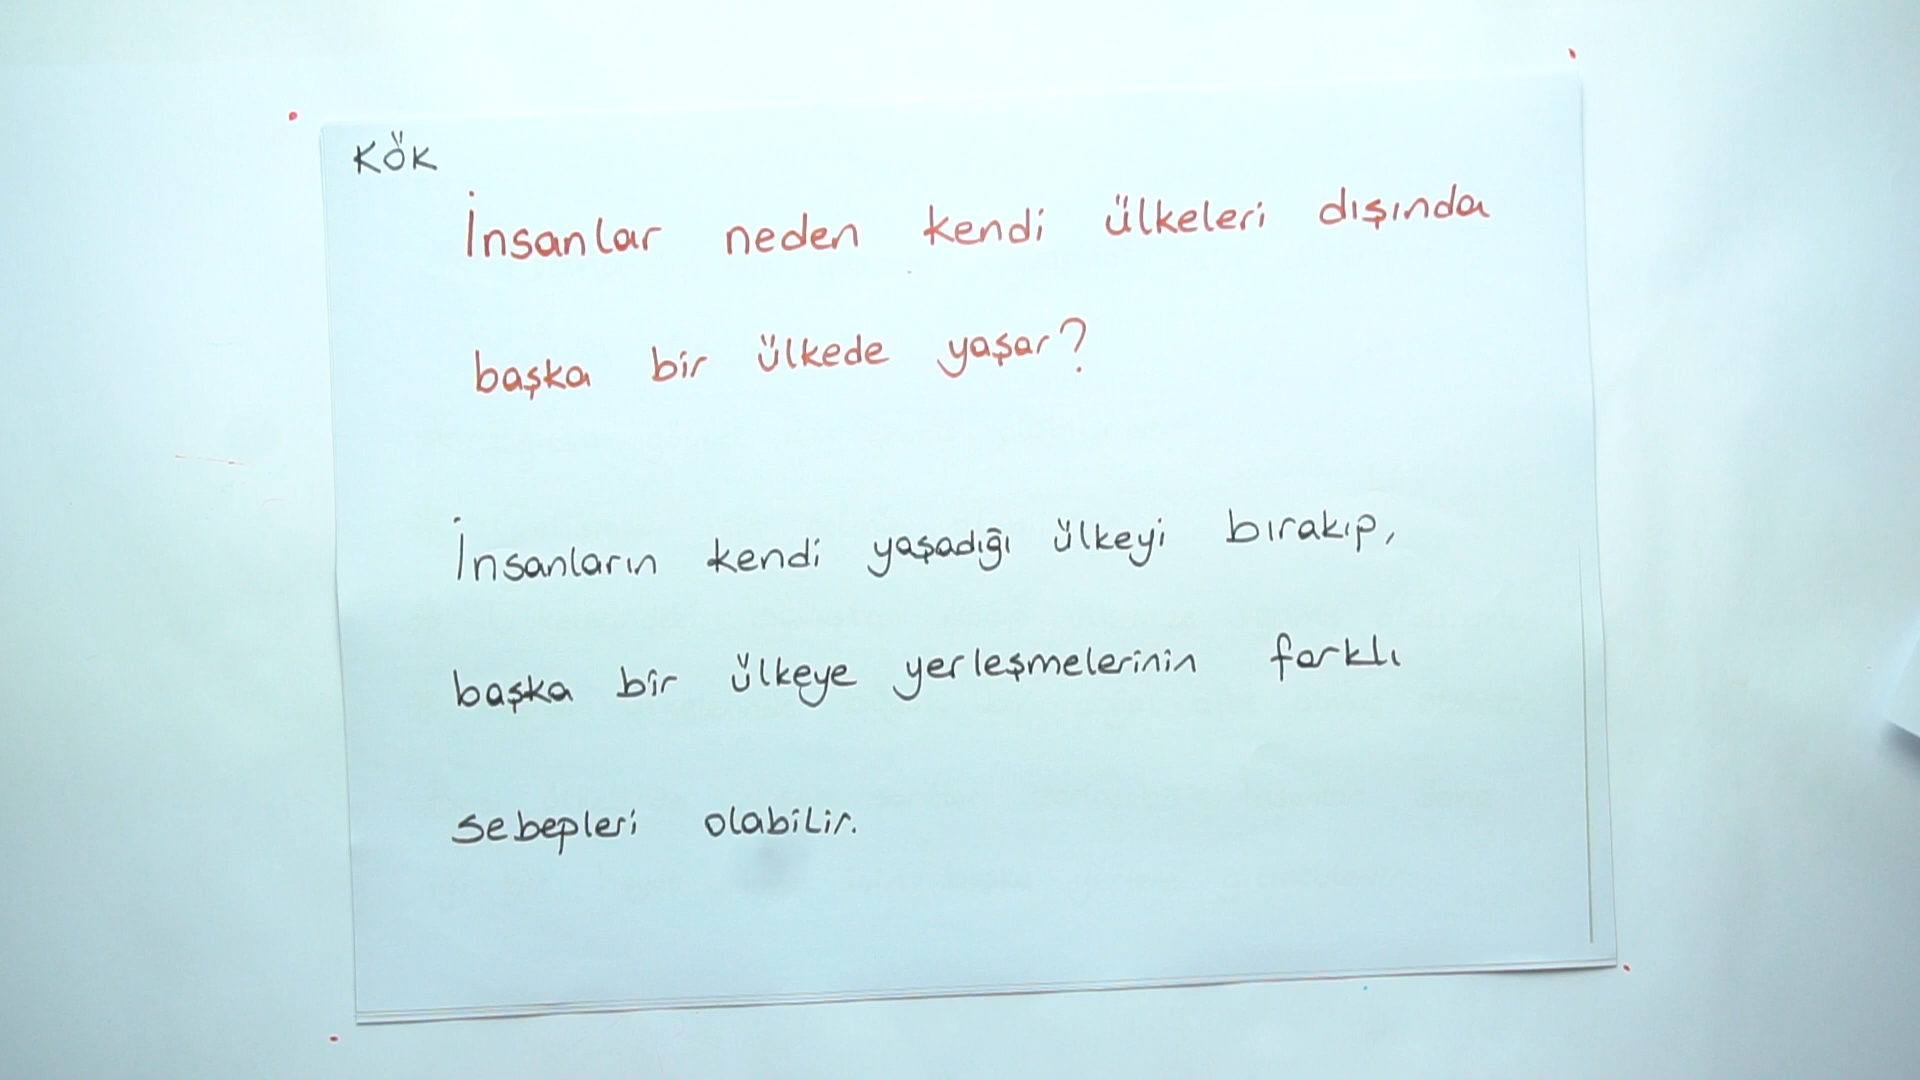 KÖK
İnsanlar neden kendi ülkeleri dışında
başka bir ülkede yaşar?
İnsanların kendi yaşadığı ülkeyi bırakıp,
başka bir ülkeye yerleşmelerinin farklı
sebepleri olabilir.